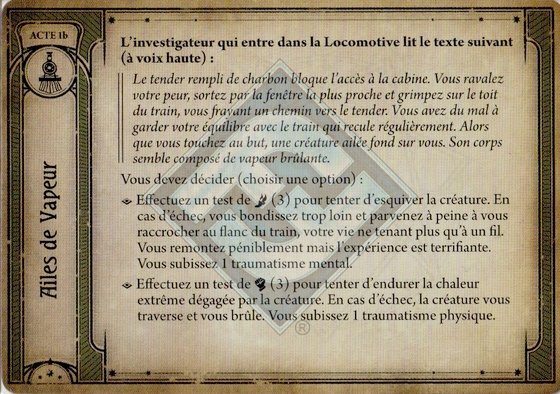 ACTE 1b
Ailes de Vapeur
L'investigateur qui entre dans la Locomotive lit le texte suivant
(à voix haute) :
Le tender rempli de charbon bloque l'accès à la cabine. Vous ravalez
votre peur, sortez par la fenêtre la plus proche et grimpez sur le toit
du train, vous frayant un chemin vers le tender. Vous avez du mal à
garder votre équilibre avec le train qui recule régulièrement. Alors
que vous touchez au but, une créature ailée fond sur vous. Son corps
semble composé de vapeur brûlante.
Vous devez décider (choisir une option) :
Effectuez un test de (3) pour tenter d'esquiver la créature. En
cas d'échec, vous bondissez trop loin et parvenez à peine à vous
raccrocher au flanc du train, votre vie ne tenant plus qu'à un fil.
Vous remontez péniblement mais l'expérience est terrifiante.
Vous subissez 1 traumatisme mental.
Effectuez un test de (3) pour tenter d'endurer la chaleur
extrême dégagée par la créature. En cas d'échec, la créature vous
traverse et vous brûle. Vous subissez 1 traumatisme physique.
®